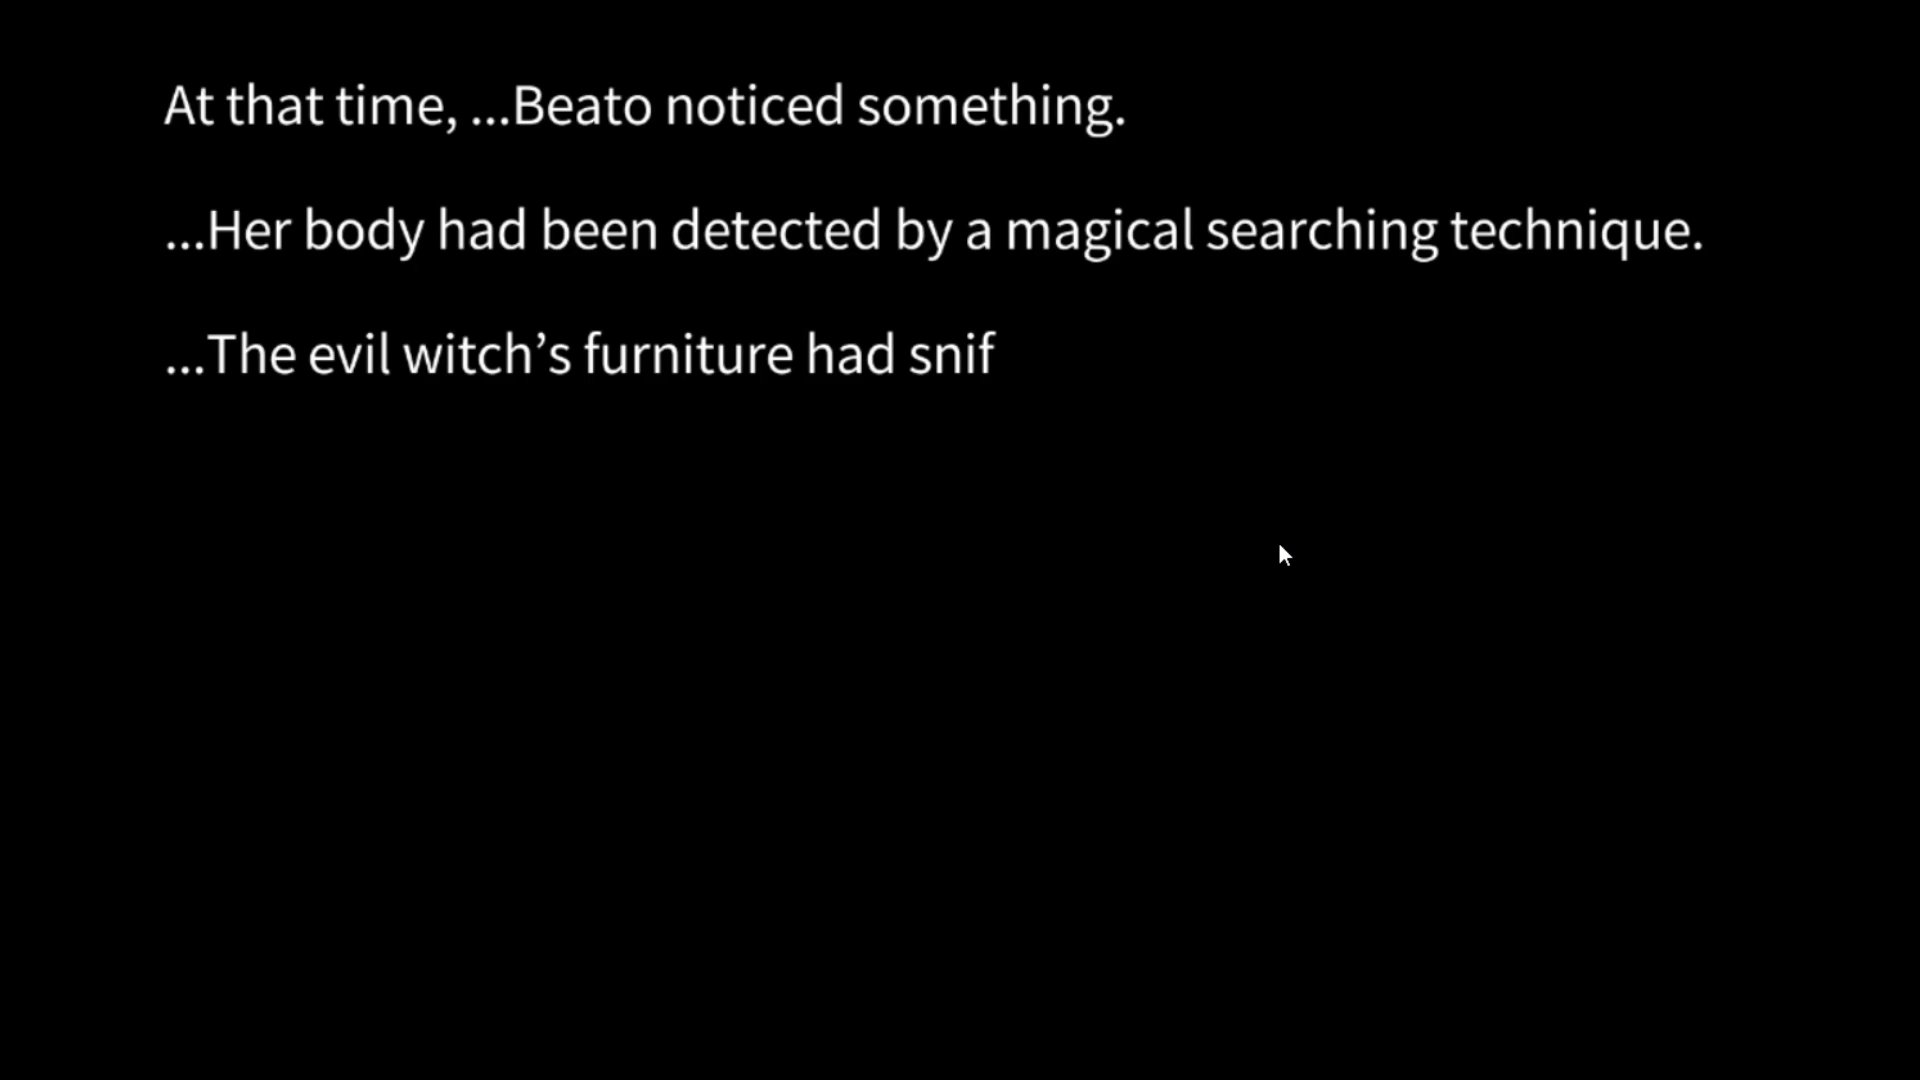 At that time, ...Beato noticed something.
...Her body had been detected by a magical searching technique.
...The evil witch’s furniture had snif